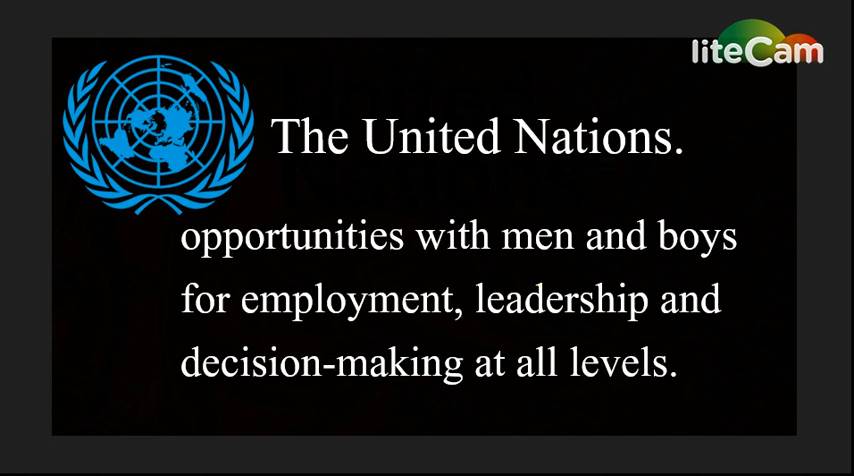 liteCam
The United Nations.
opportunities with men and boys
for employment, leadership and
decision-making at all levels.